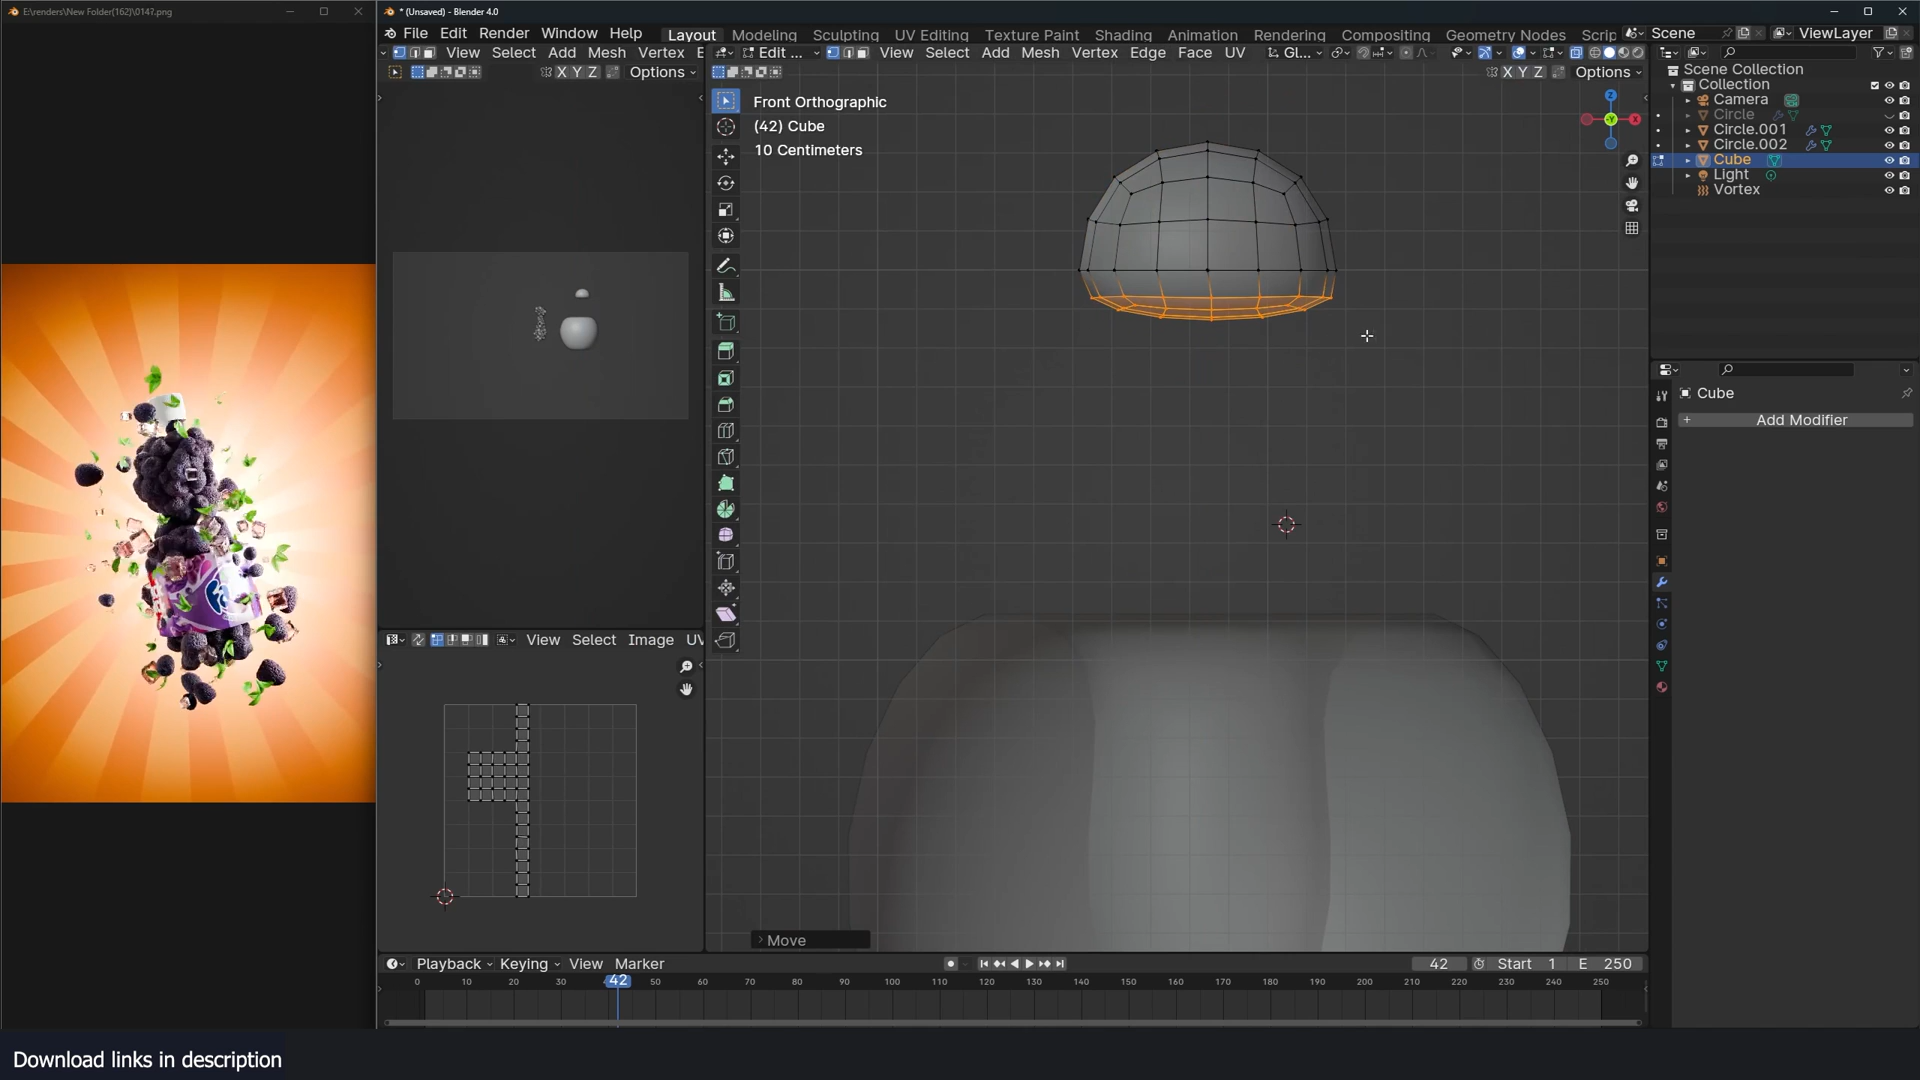 E:\renders\New Folder(162)\0147.png
* (Unsaved) - Blender 4.0
File Edit Render Window Help
Layout Modeling Sculpting UV Editing Texture Paint Shading Animation Rendering Compositing Geometry Nodes Scrip
Scene ViewLayer
View Select Add Mesh Vertex E
Edit ... View Select Add Mesh Vertex Edge Face UV
Gl...
X Y Z Options
X Y Z Options
Front Orthographic
(42) Cube
10 Centimeters
Z
Y
X
Scene Collection
Collection
Camera
Circle
Circle.001
Circle.002
Cube
Light
Vortex
Cube
+ Add Modifier
View Select Image UV
Move
Playback Keying View Marker
42 Start 1 E 250
0 10 20 30 42 50 60 70 80 90 100 110 120 130 140 150 160 170 180 190 200 210 220 230 240 250
Download links in description